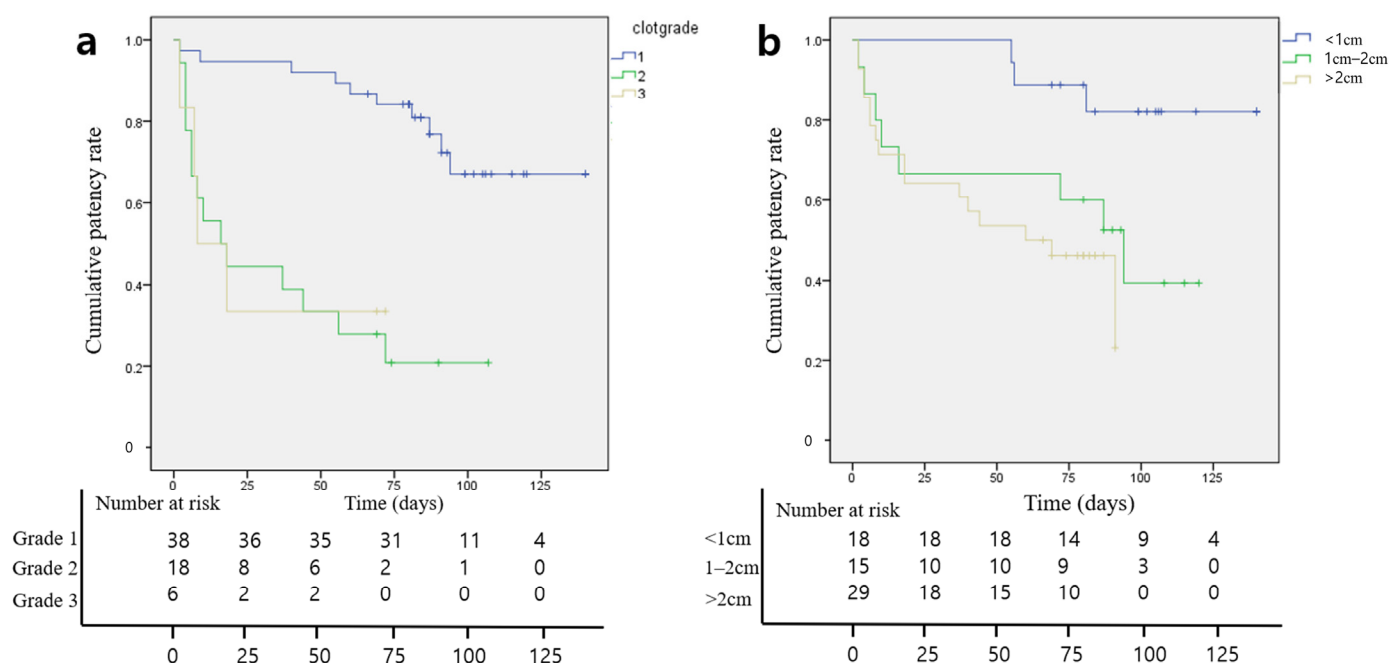 a
clotgrade
1
2
3
Cumulative patency rate
1.0
0.8
0.6
0.4
0.2
0
0 25 50 75 100 125
Time (days)
Number at risk
Grade 1 38 36 35 31 11 4
Grade 2 18 8 6 2 1 0
Grade 3 6 2 2 0 0 0
0 25 50 75 100 125
b
<1cm
1cm–2cm
>2cm
Cumulative patency rate
1.0
0.8
0.6
0.4
0.2
0
0 25 50 75 100 125
Time (days)
Number at risk
<1cm 18 18 18 14 9 4
1–2cm 15 10 10 9 3 0
>2cm 29 18 15 10 0 0
0 25 50 75 100 125